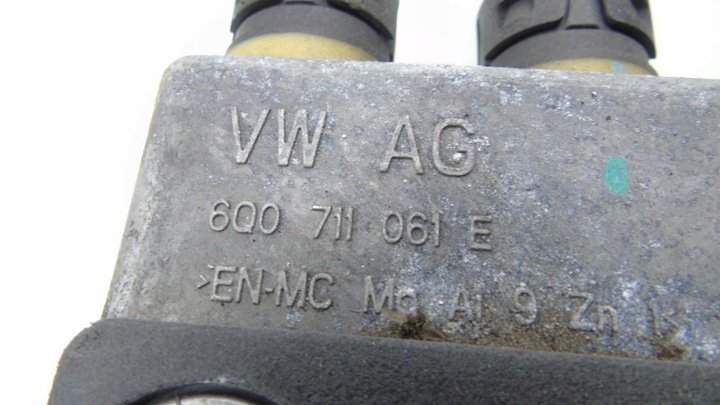 VW AG
6Q0 711 061 E
>EN-MC Mg Al 9 Zn